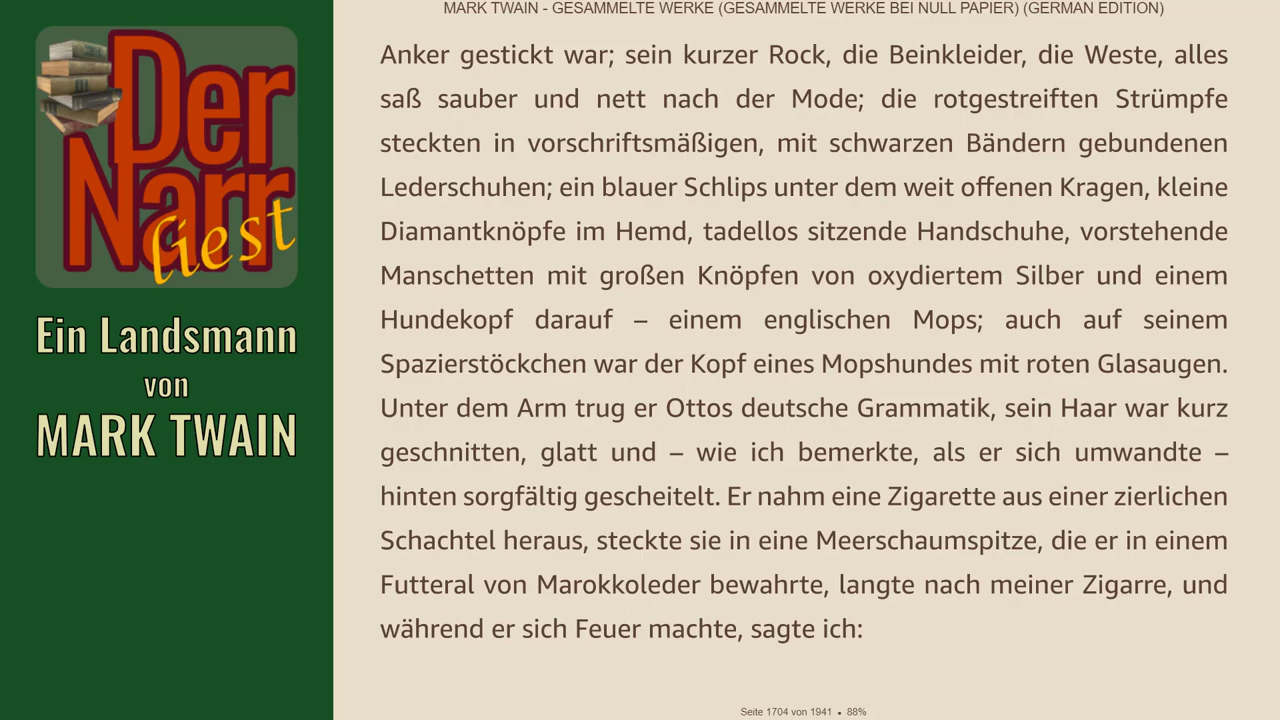 Der
Narr
liest
Ein Landsmann
von
MARK TWAIN
MARK TWAIN - GESAMMELTE WERKE (GESAMMELTE WERKE BEI NULL PAPIER) (GERMAN EDITION)
Anker gestickt war; sein kurzer Rock, die Beinkleider, die Weste, alles
saß sauber und nett nach der Mode; die rotgestreiften Strümpfe
steckten in vorschriftsmäßigen, mit schwarzen Bändern gebundenen
Lederschuhen; ein blauer Schlips unter dem weit offenen Kragen, kleine
Diamantknöpfe im Hemd, tadellos sitzende Handschuhe, vorstehende
Manschetten mit großen Knöpfen von oxydiertem Silber und einem
Hundekopf darauf – einem englischen Mops; auch auf seinem
Spazierstöckchen war der Kopf eines Mopshundes mit roten Glasaugen.
Unter dem Arm trug er Ottos deutsche Grammatik, sein Haar war kurz
geschnitten, glatt und – wie ich bemerkte, als er sich umwandte –
hinten sorgfältig gescheitelt. Er nahm eine Zigarette aus einer zierlichen
Schachtel heraus, steckte sie in eine Meerschaumspitze, die er in einem
Futteral von Marokkoleder bewahrte, langte nach meiner Zigarre, und
während er sich Feuer machte, sagte ich:
Seite 1704 von 1941 • 88%